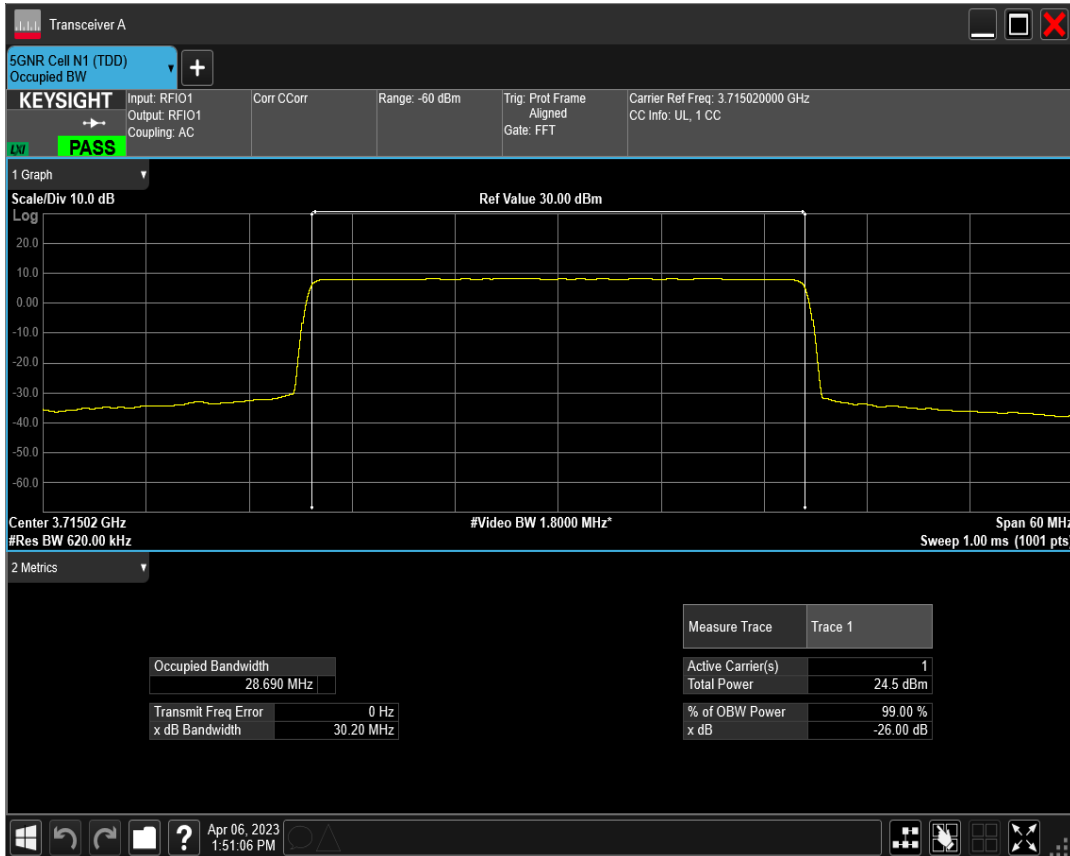 Transceiver A
5GNR Cell N1 (TDD)
Occupied BW
+
KEYSIGHT
LXI
PASS
Input: RFIO1
Output: RFIO1
Coupling: AC
Corr CCorr
Range: -60 dBm
Trig: Prot Frame
Aligned
Gate: FFT
Carrier Ref Freq: 3.715020000 GHz
CC Info: UL, 1 CC
1 Graph
Scale/Div 10.0 dB
Ref Value 30.00 dBm
Log
20.0
10.0
0.00
-10.0
-20.0
-30.0
-40.0
-50.0
-60.0
Center 3.71502 GHz
#Video BW 1.8000 MHz*
Span 60 MHz
#Res BW 620.00 kHz
Sweep 1.00 ms (1001 pts)
2 Metrics
Measure Trace Trace 1
Occupied Bandwidth
28.690 MHz
Active Carrier(s) 1
Total Power 24.5 dBm
Transmit Freq Error 0 Hz
x dB Bandwidth 30.20 MHz
% of OBW Power 99.00 %
x dB -26.00 dB
?
Apr 06, 2023
1:51:06 PM